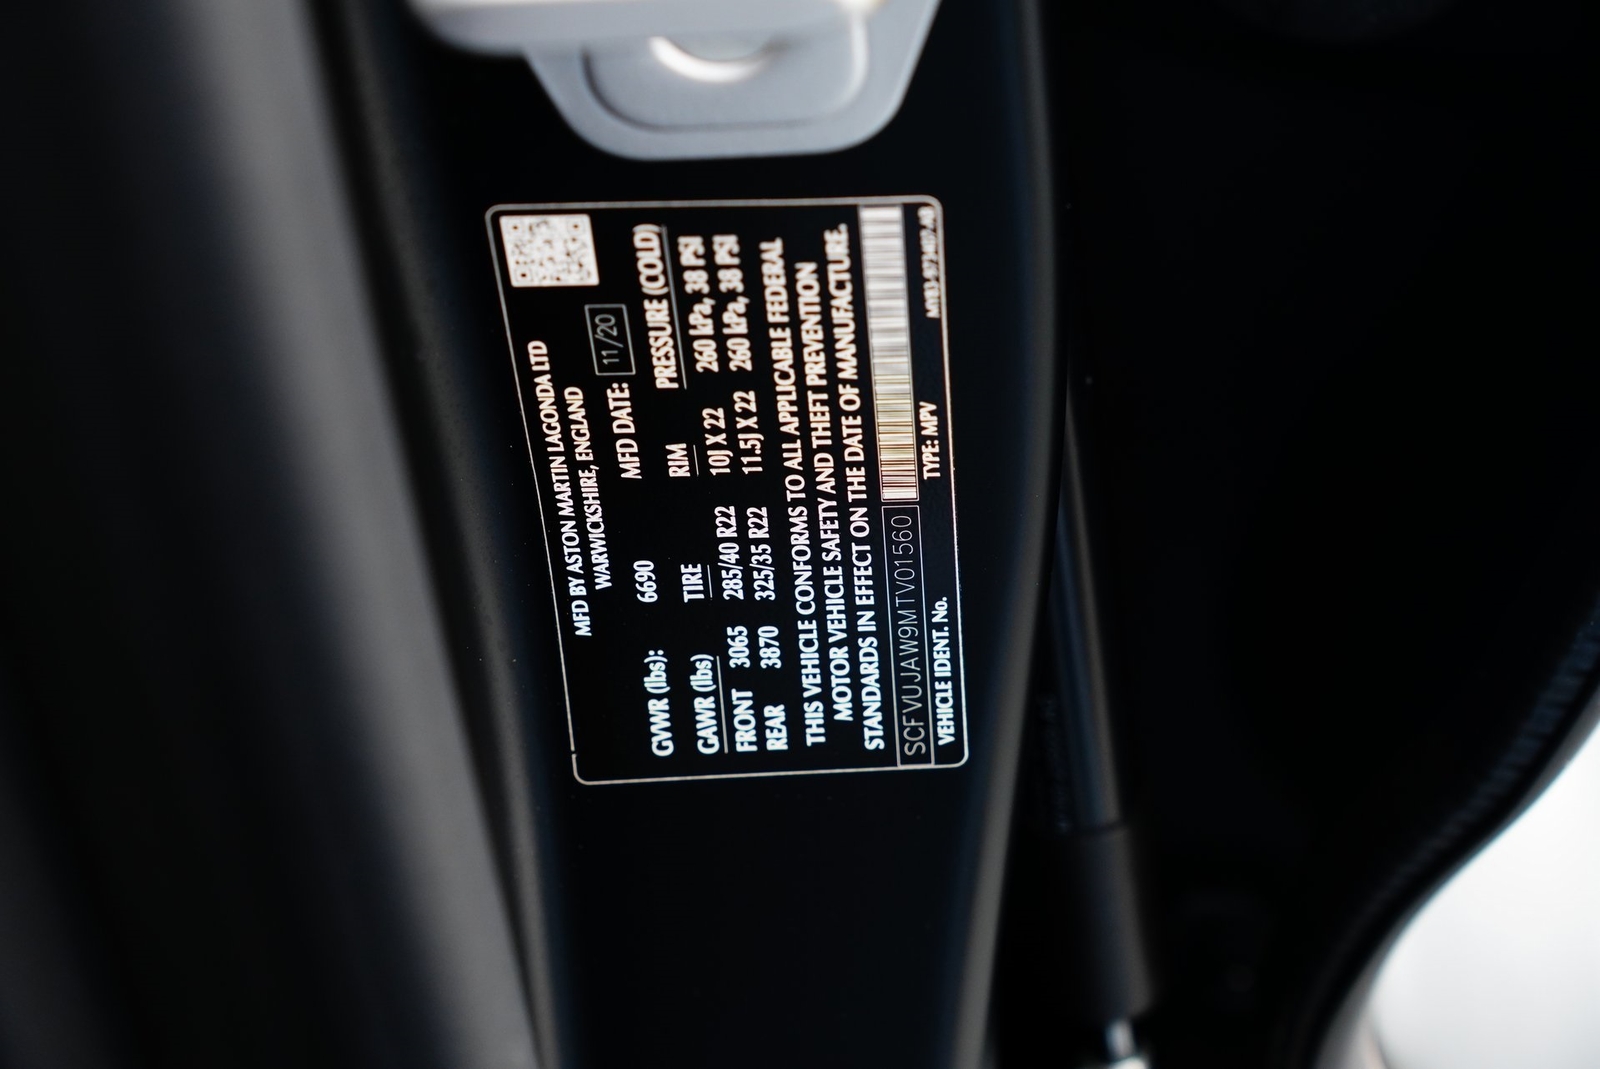 MFD BY ASTON MARTIN LAGONDA LTD
WARWICKSHIRE, ENGLAND
GVWR (lbs): 6690 MFD DATE: 11/20
GAWR (lbs) TIRE RIM PRESSURE (COLD)
FRONT 3065 285/40 R22 10J X 22 260 kPa, 38 PSI
REAR 3870 325/35 R22 11.5J X 22 260 kPa, 38 PSI
THIS VEHICLE CONFORMS TO ALL APPLICABLE FEDERAL
MOTOR VEHICLE SAFETY AND THEFT PREVENTION
STANDARDS IN EFFECT ON THE DATE OF MANUFACTURE.
SCFVUJAW9MTV01560
VEHICLE IDENT. No. TYPE: MPV